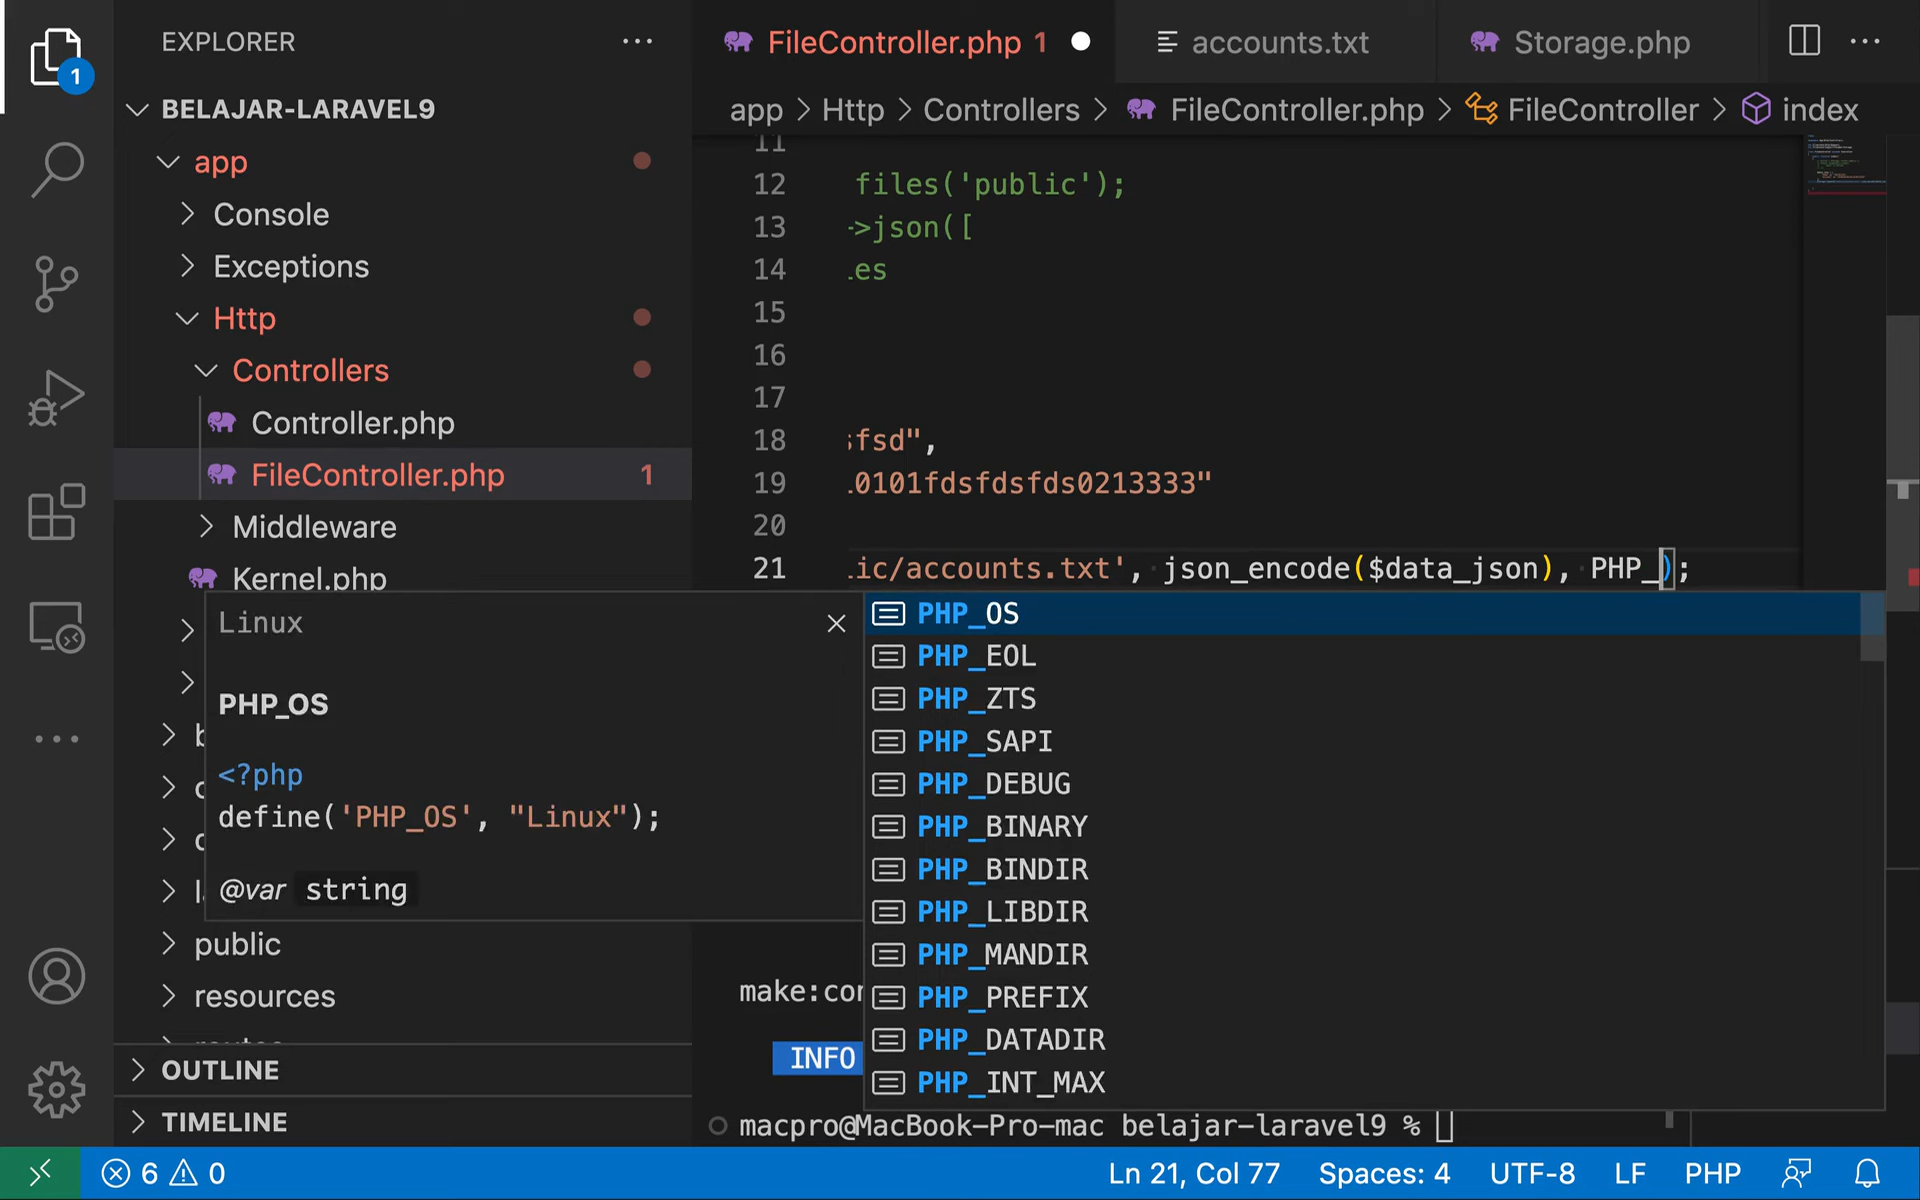 EXPLORER
1
BELAJAR-LARAVEL9
app
Console
Exceptions
Http
Controllers
Controller.php
FileController.php 1
Middleware
Kernel.php
public
resources
OUTLINE
TIMELINE
FileController.php 1
accounts.txt
Storage.php
app > Http > Controllers > FileController.php > FileController > index
11
12 files('public');
13 ->json([
14 es
15
16
17
18 fsd",
19 0101fdsfdsfds0213333"
20
21 ic/accounts.txt', json_encode($data_json), PHP_);
Linux
PHP_OS
<?php
define('PHP_OS', "Linux");
@var string
PHP_OS
PHP_EOL
PHP_ZTS
PHP_SAPI
PHP_DEBUG
PHP_BINARY
PHP_BINDIR
PHP_LIBDIR
PHP_MANDIR
PHP_PREFIX
PHP_DATADIR
PHP_INT_MAX
make:con
INFO
macpro@MacBook-Pro-mac belajar-laravel9 %
6 0
Ln 21, Col 77 Spaces: 4 UTF-8 LF PHP